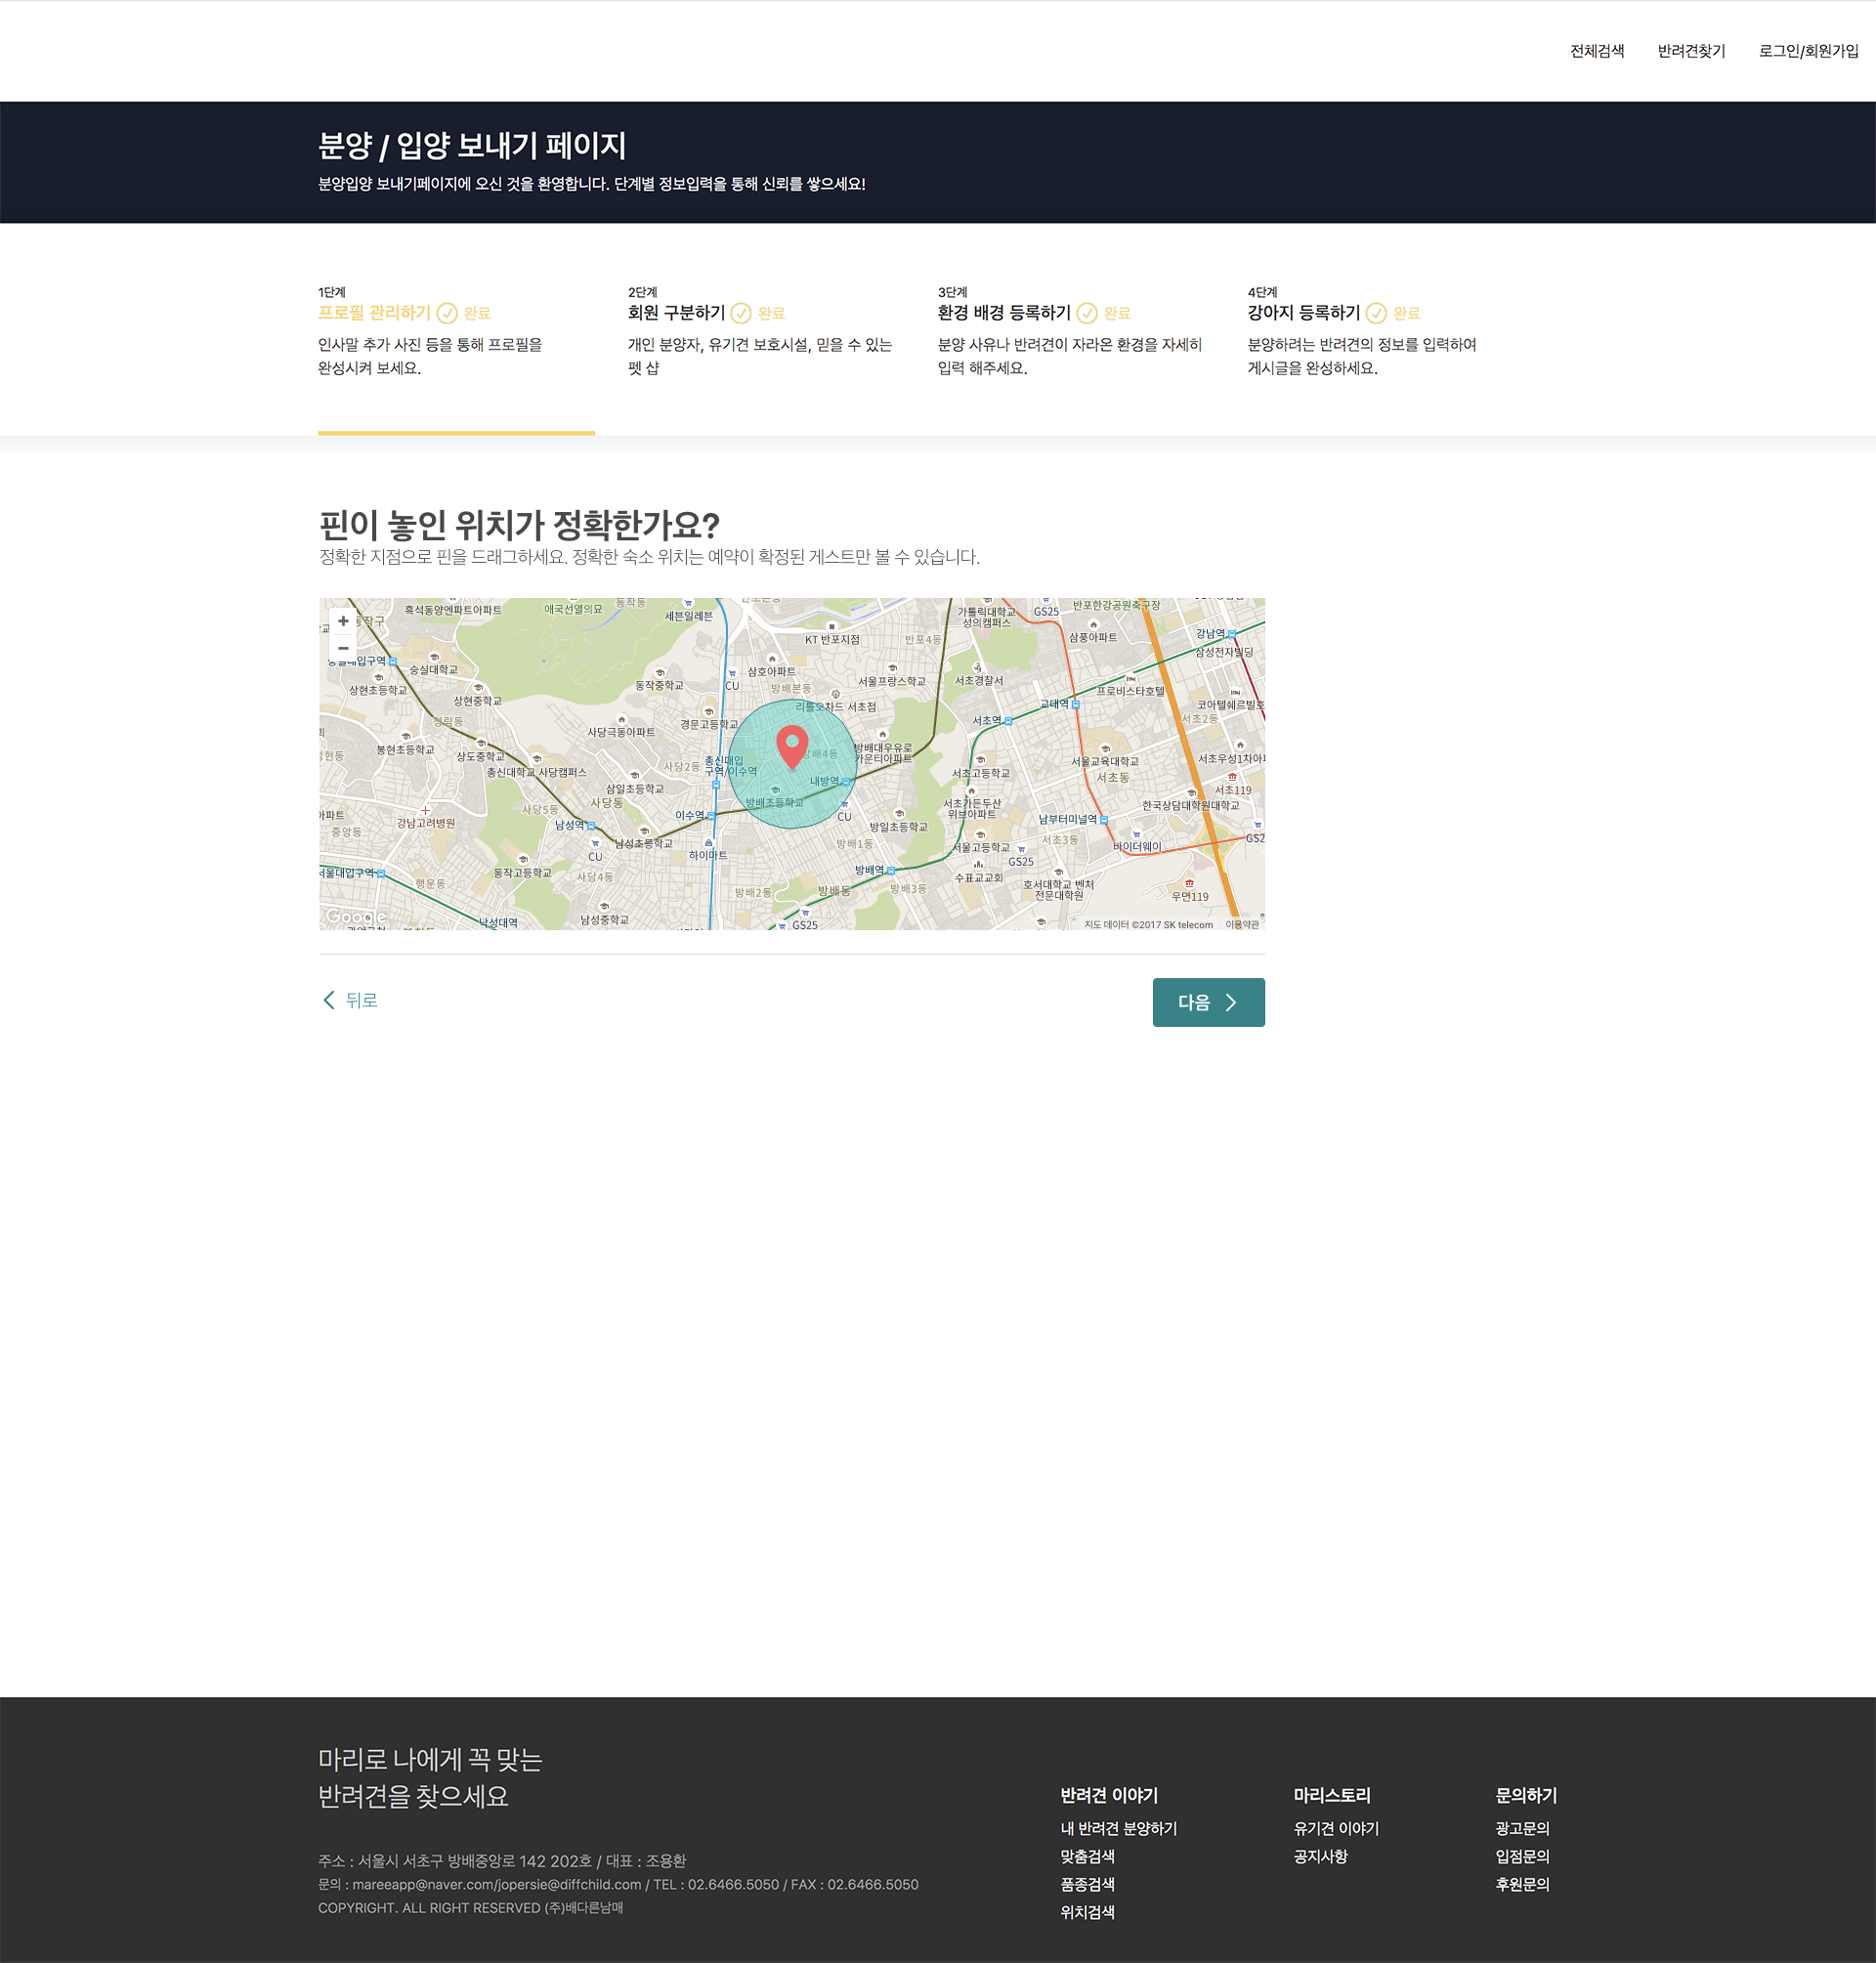 전체검색 반려견찾기 로그인/회원가입
분양 / 입양 보내기 페이지
분양입양 보내기페이지에 오신 것을 환영합니다. 단계별 정보입력을 통해 신뢰를 쌓으세요!
1단계
프로필 관리하기 완료
인사말 추가 사진 등을 통해 프로필을
완성시켜 보세요.
2단계
회원 구분하기 완료
개인 분양자, 유기견 보호시설, 믿을 수 있는
펫 샵
3단계
환경 배경 등록하기 완료
분양 사유나 반려견이 자라온 환경을 자세히
입력 해주세요.
4단계
강아지 등록하기 완료
분양하려는 반려견의 정보를 입력하여
게시글을 완성하세요.
핀이 놓인 위치가 정확한가요?
정확한 지점으로 핀을 드래그하세요. 정확한 숙소 위치는 예약이 확정된 게스트만 볼 수 있습니다.
흑석동양엔파트아파트
애국선열의묘
동작동
세븐일레븐
KT 반포지점
반포4동
가톨릭대학교
성의캠퍼스
GS25
반포한강공원축구장
삼풍아파트
강남역
삼성전자빌딩
숭실대학교
상현초등학교
상현중학교
동작중학교
CU
삼호아파트
방배본동
서울프랑스학교
서초경찰서
프로비스타호텔
코아텔쉐르빌호
리틀오차드 서초점
경문고등학교
사당극동아파트
서초역
교대역
서초2동
봉현초등학교
상도중학교
총신대학교 사당캠퍼스
사당2동
총신대입
구역/이수역
방배4동
방배대우유로
카운티아파트
내방역
서초고등학교
서울교육대학교
서초동
서초우성1차아파
삼일초등학교
사당5동
사당동
방배초등학교
CU
서초가든두산
위브아파트
한국상담대학원대학교
서초119
강남고려병원
중앙동
남성역
이수역
방일초등학교
남부터미널역
남성초등학교
하이마트
방배1동
서울고등학교
서초3동
바이더웨이
CU
GS25
동작고등학교
사당4동
서울대입구역
행운동
방배역
수표교교회
호서대학교 벤처
전문대학원
방배2동
방배동
방배3동
우면119
낙성대역
남성중학교
GS25
Google
지도 데이터 ©2017 SK telecom 이용약관
뒤로
다음
마리로 나에게 꼭 맞는
반려견을 찾으세요
주소 : 서울시 서초구 방배중앙로 142 202호 / 대표 : 조용환
문의 : mareeapp@naver.com/jopersie@diffchild.com / TEL : 02.6466.5050 / FAX : 02.6466.5050
COPYRIGHT. ALL RIGHT RESERVED (주)배다른남매
반려견 이야기
내 반려견 분양하기
맞춤검색
품종검색
위치검색
마리스토리
유기견 이야기
공지사항
문의하기
광고문의
입점문의
후원문의